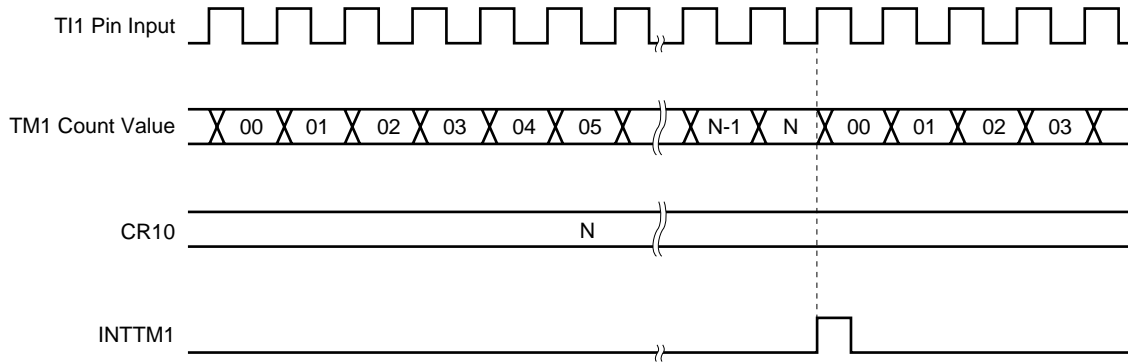 TI1 Pin Input
TM1 Count Value 00 01 02 03 04 05 N-1 N 00 01 02 03
CR10 N
INTTM1